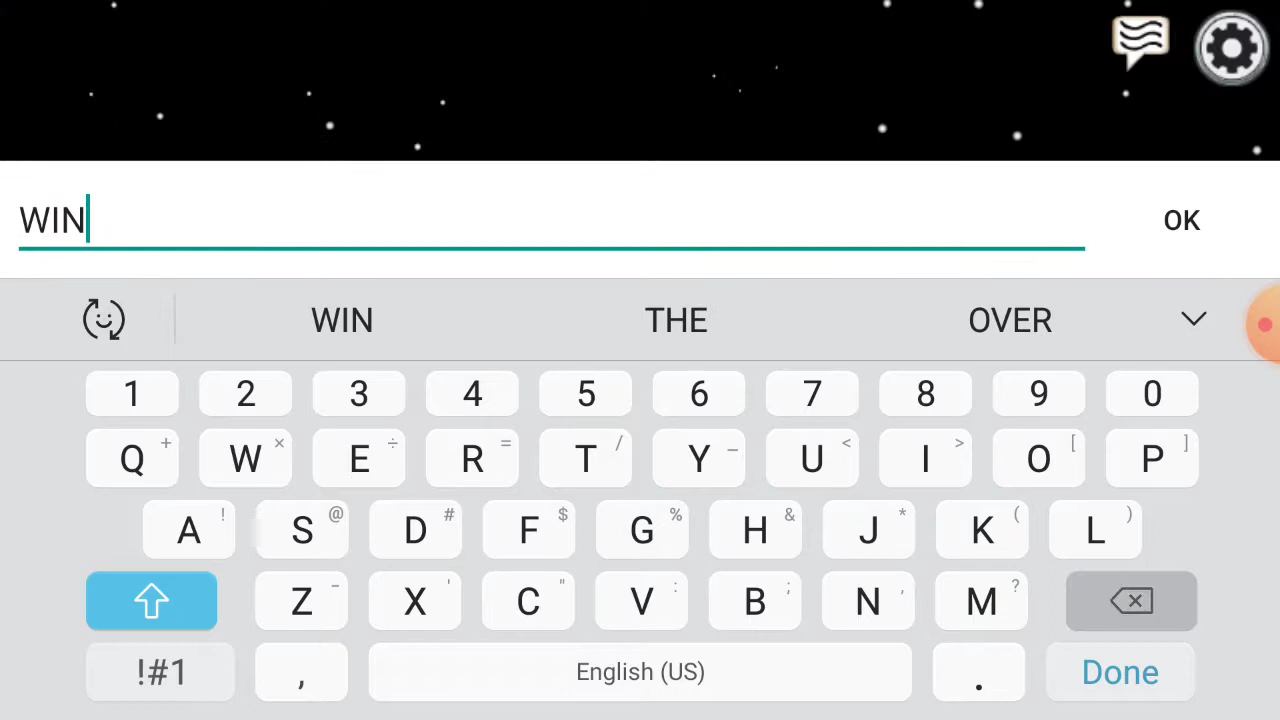 WIN
OK
WIN THE OVER
1 2 3 4 5 6 7 8 9 0
Q + W × E ÷ R = T / Y _ U < I > O [ P ]
A ! S @ D # F $ G % H & J * K ( L )
Z - X ' C " V : B ; N , M ?
!#1 , English (US) . Done